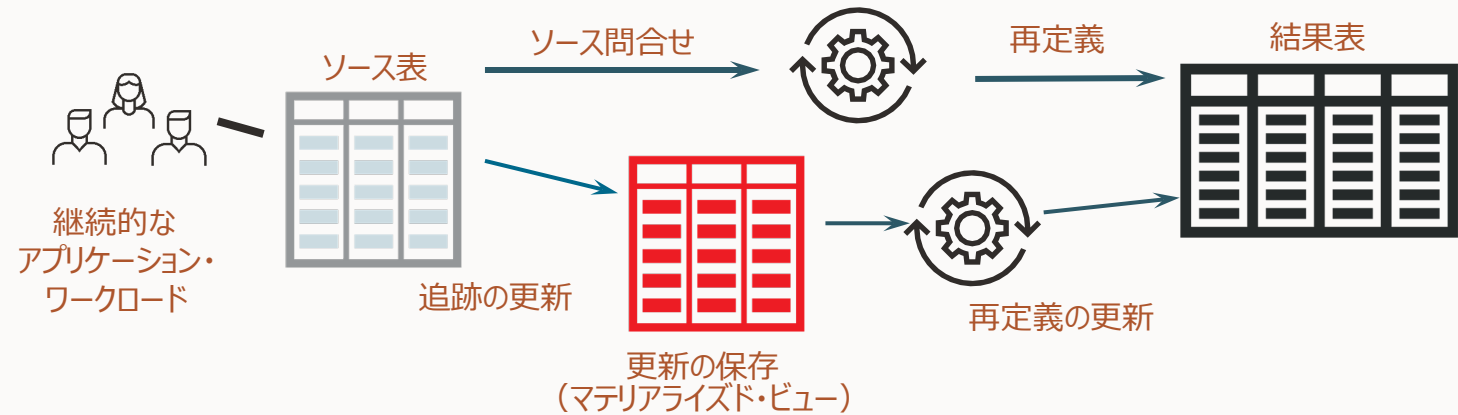 ソース表
ソース問合せ
再定義
結果表
継続的な
アプリケーション・
ワークロード
追跡の更新
更新の保存
（マテリアライズド・ビュー）
再定義の更新